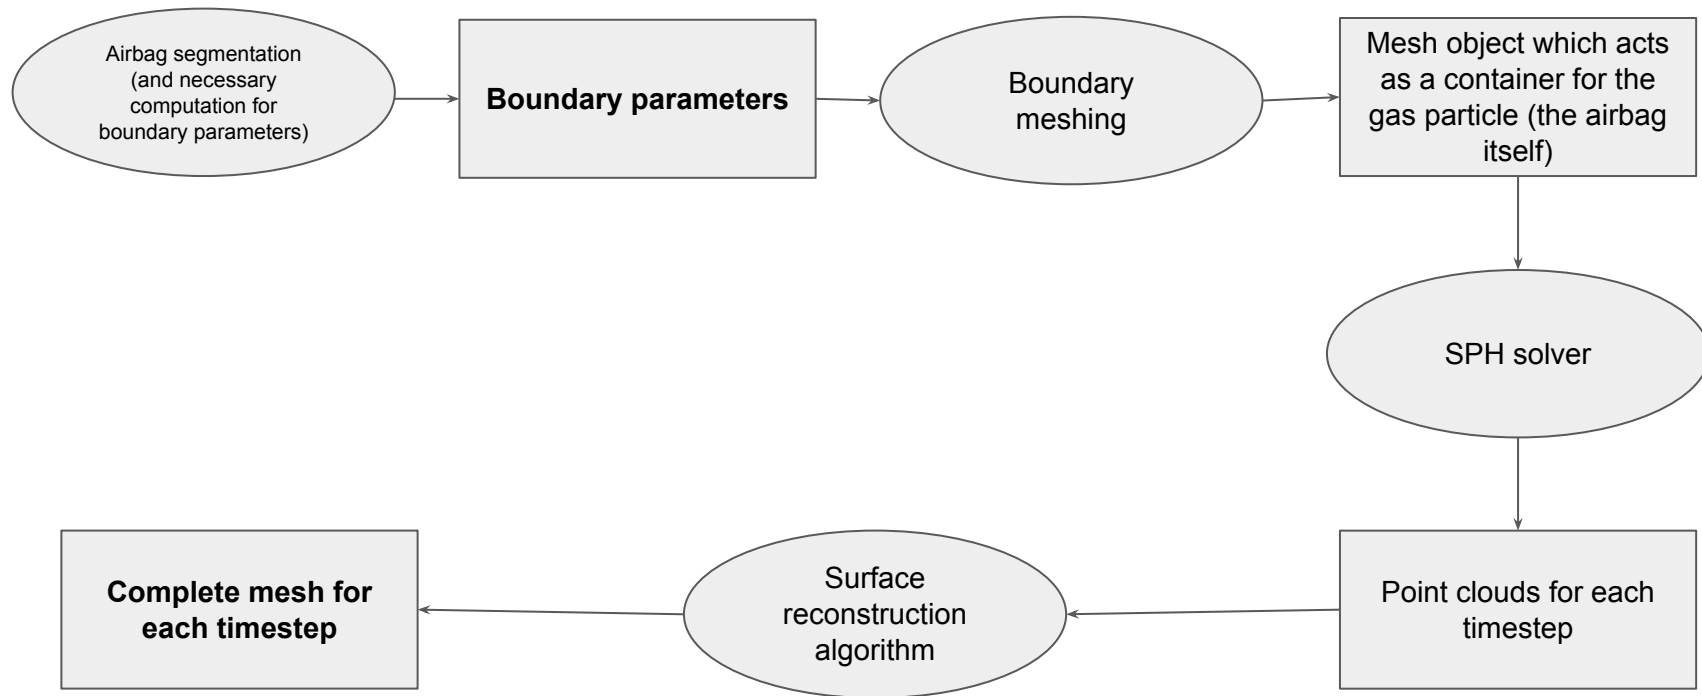 Airbag segmentation
(and necessary
computation for
boundary parameters)
Boundary parameters
Boundary
meshing
Mesh object which acts
as a container for the
gas particle (the airbag
itself)
SPH solver
Point clouds for each
timestep
Surface
reconstruction
algorithm
Complete mesh for
each timestep